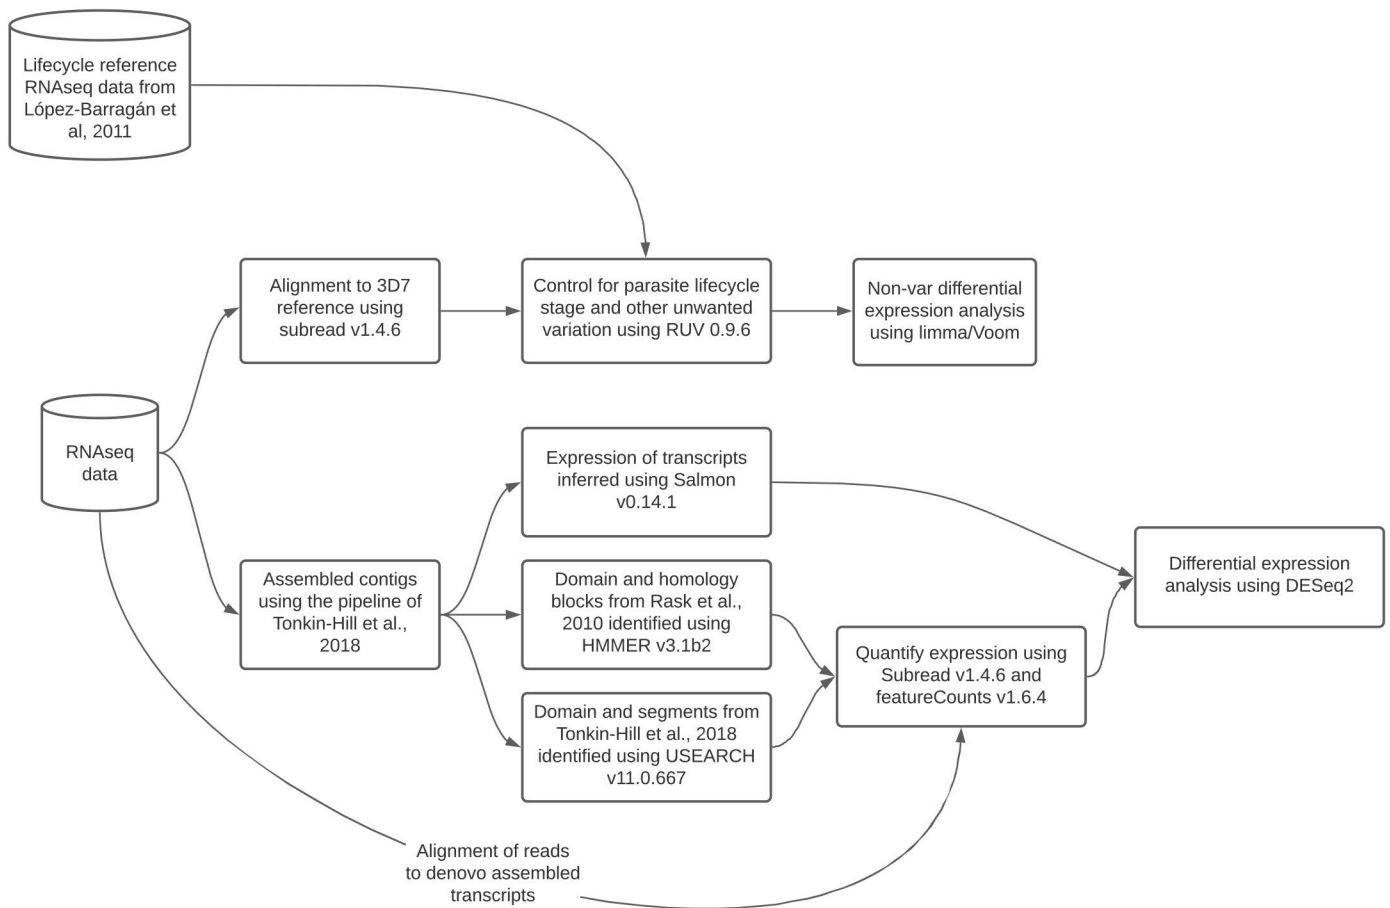 Lifecycle reference
RNAseq data from
López-Barragán et
al, 2011
Alignment to 3D7
reference using
subread v1.4.6
Control for parasite lifecycle
stage and other unwanted
variation using RUV 0.9.6
Non-var differential
expression analysis
using limma/Voom
RNAseq
data
Expression of transcripts
inferred using Salmon
v0.14.1
Differential expression
analysis using DESeq2
Assembled contigs
using the pipeline of
Tonkin-Hill et al.,
2018
Domain and homology
blocks from Rask et al.,
2010 identified using
HMMER v3.1b2
Quantify expression using
Subread v1.4.6 and
featureCounts v1.6.4
Domain and segments from
Tonkin-Hill et al., 2018
identified using USEARCH
v11.0.667
Alignment of reads
to denovo assembled
transcripts